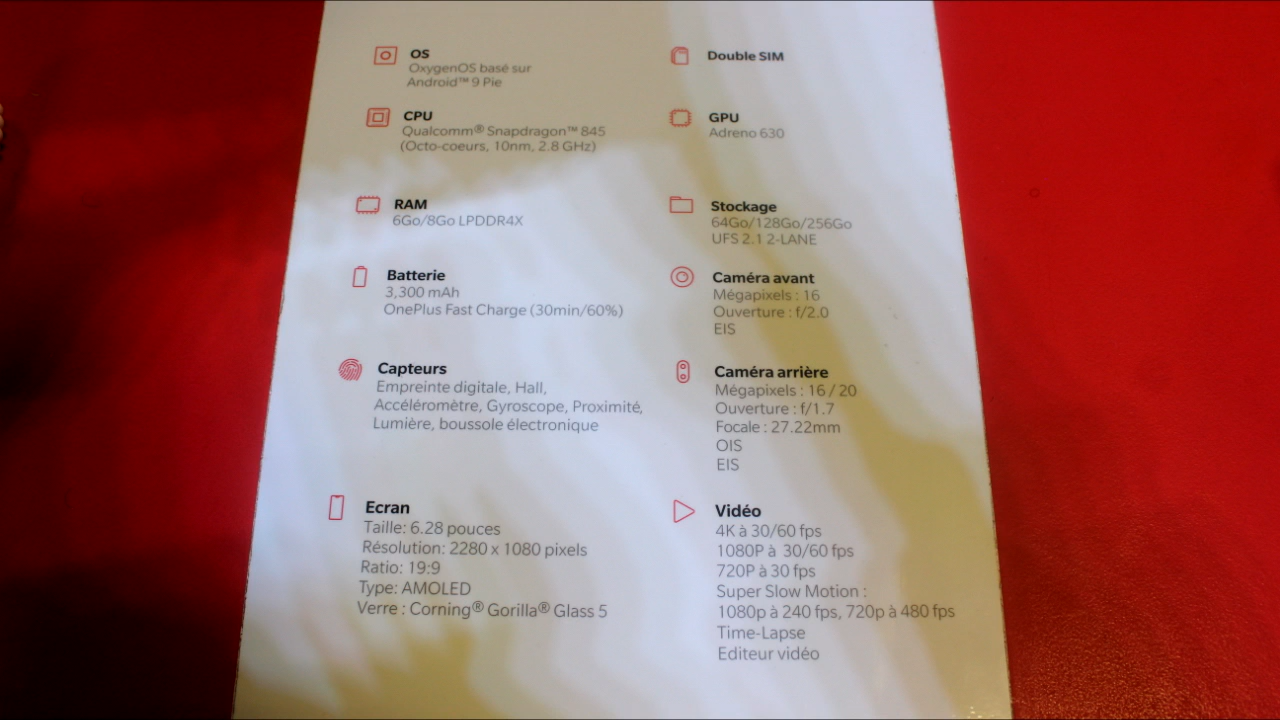 OS
OxygenOS basé sur
Android™ 9 Pie
Double SIM
CPU
Qualcomm® Snapdragon™ 845
(Octo-coeurs, 10nm, 2.8 GHz)
GPU
Adreno 630
RAM
6Go/8Go LPDDR4X
Stockage
64Go/128Go/256Go
UFS 2.1 2-LANE
Batterie
3,300 mAh
OnePlus Fast Charge (30min/60%)
Caméra avant
Mégapixels : 16
Ouverture : f/2.0
EIS
Capteurs
Empreinte digitale, Hall,
Accéléromètre, Gyroscope, Proximité,
Lumière, boussole électronique
Caméra arrière
Mégapixels : 16 / 20
Ouverture : f/1.7
Focale : 27.22mm
OIS
EIS
Ecran
Taille: 6.28 pouces
Résolution: 2280 x 1080 pixels
Ratio: 19:9
Type: AMOLED
Verre : Corning® Gorilla® Glass 5
Vidéo
4K à 30/60 fps
1080P à 30/60 fps
720P à 30 fps
Super Slow Motion :
1080p à 240 fps, 720p à 480 fps
Time-Lapse
Editeur vidéo